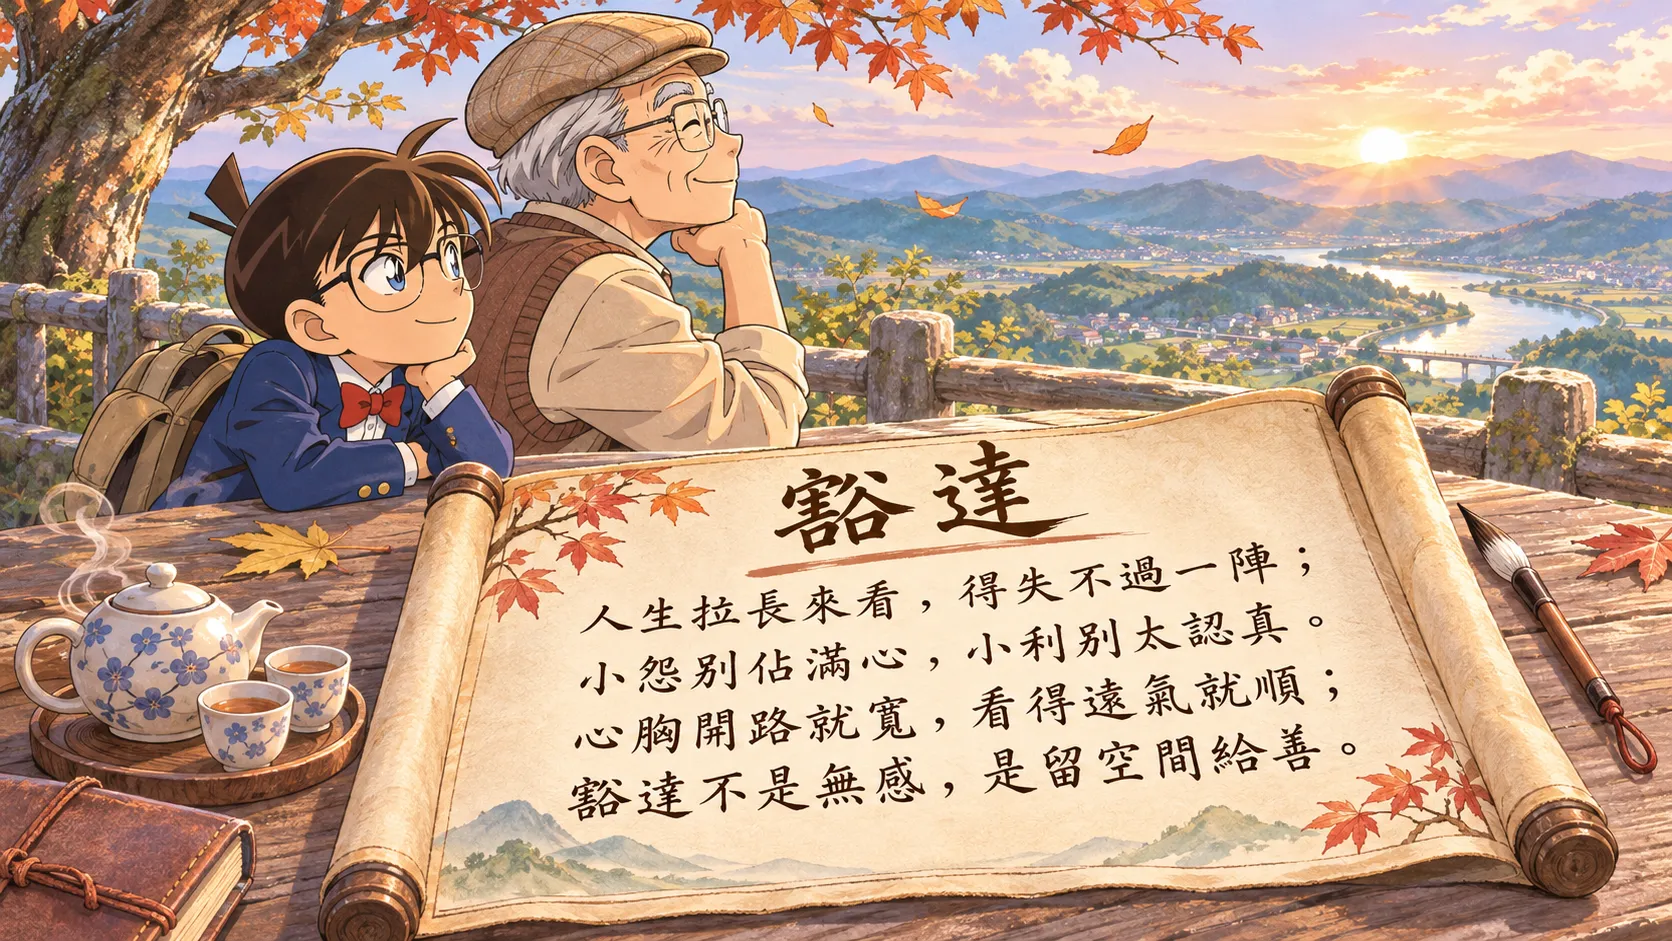 豁達
人生拉長來看，得失不過一陣；
小怨別佔滿心，小利別太認真。
心胸開路就寬，看得遠氣就順；
豁達不是無感，是留空間給善。